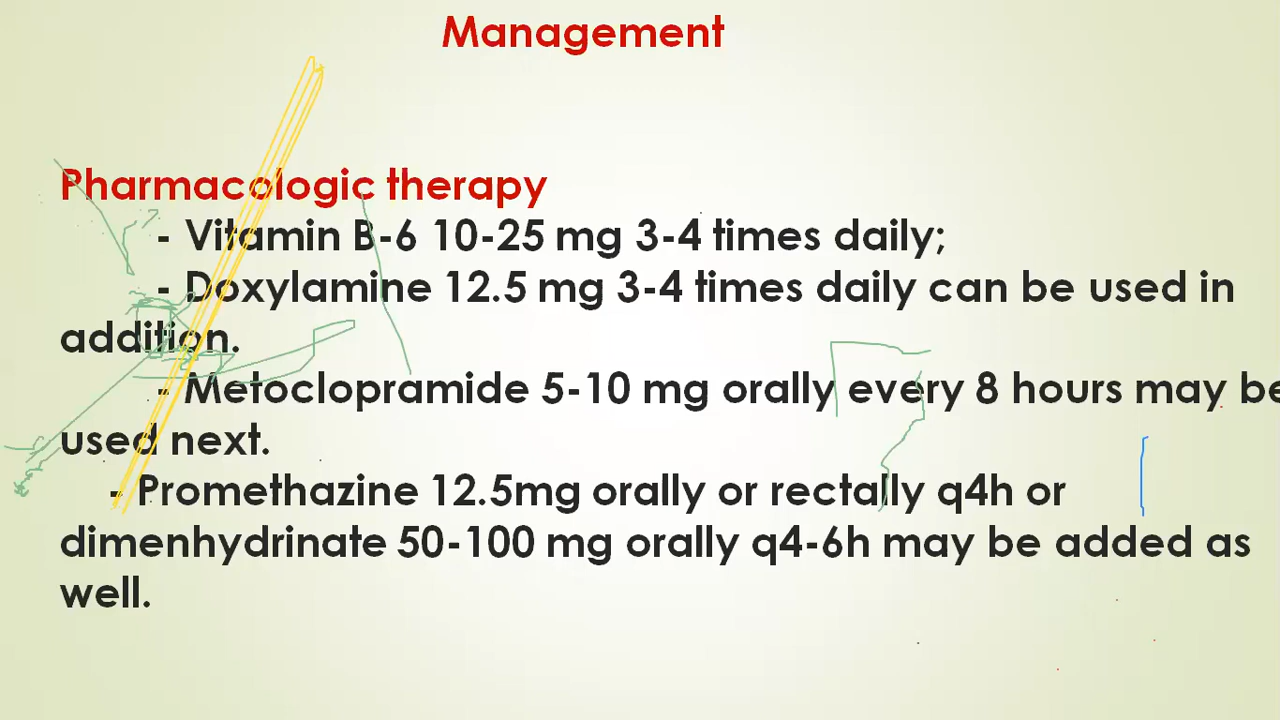 Management
Pharmacologic therapy
- Vitamin B-6 10-25 mg 3-4 times daily;
- Doxylamine 12.5 mg 3-4 times daily can be used in
addition.
- Metoclopramide 5-10 mg orally every 8 hours may be
used next.
- Promethazine 12.5mg orally or rectally q4h or
dimenhydrinate 50-100 mg orally q4-6h may be added as
well.